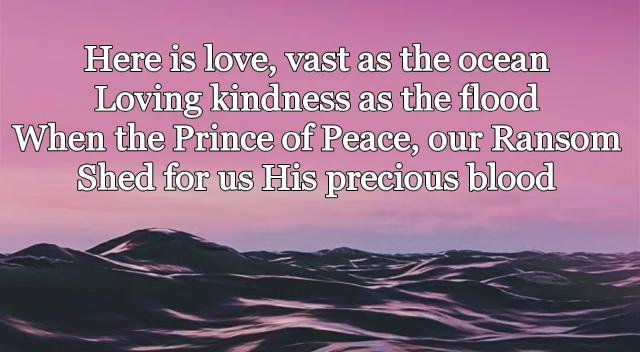 Here is love, vast as the ocean
Loving kindness as the flood
When the Prince of Peace, our Ransom
Shed for us His precious blood